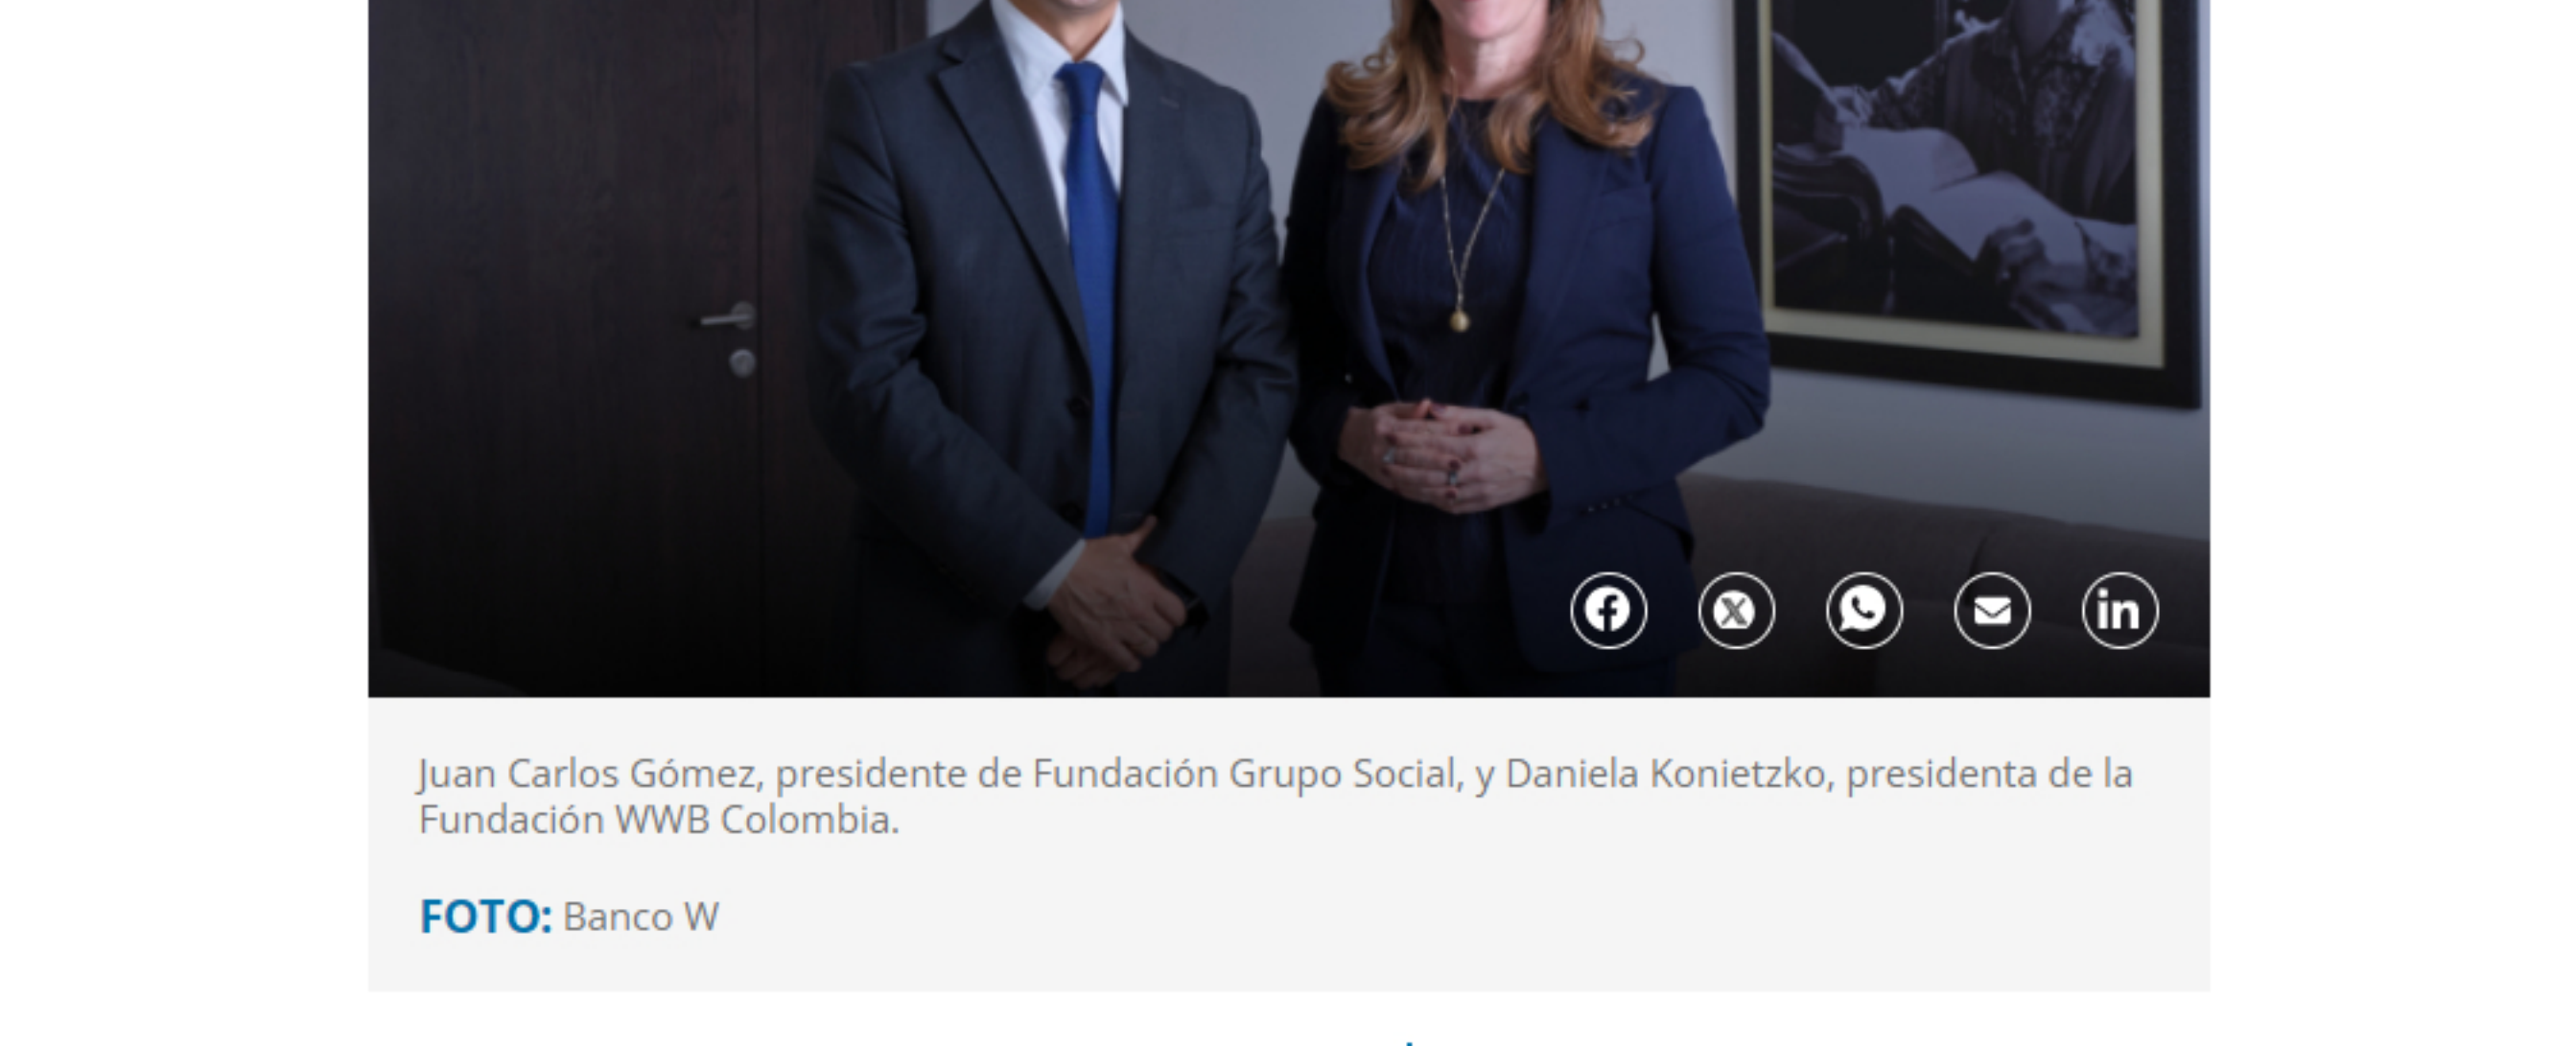 Juan Carlos Gómez, presidente de Fundación Grupo Social, y Daniela Konietzko, presidenta de la
Fundación WWB Colombia.
FOTO: Banco W